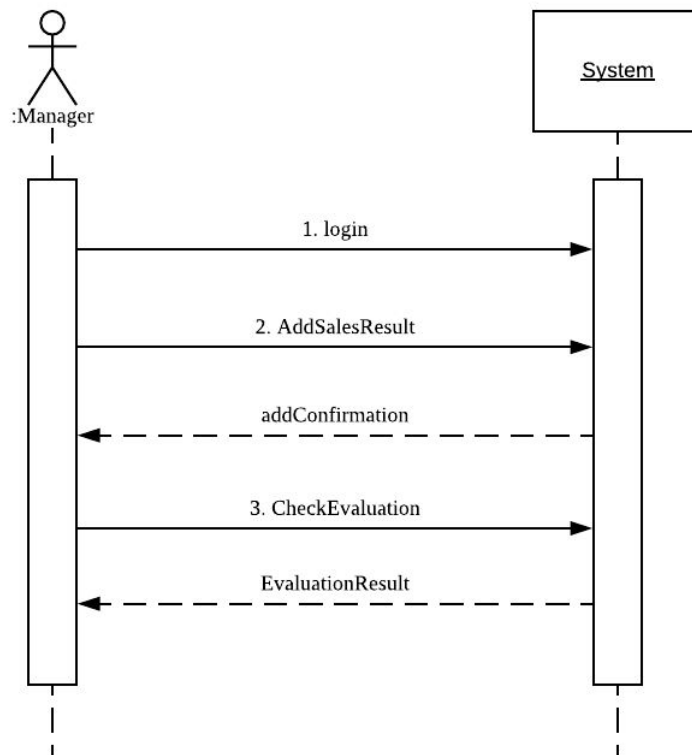 System
:Manager
1. login
2. AddSalesResult
addConfirmation
3. CheckEvaluation
EvaluationResult